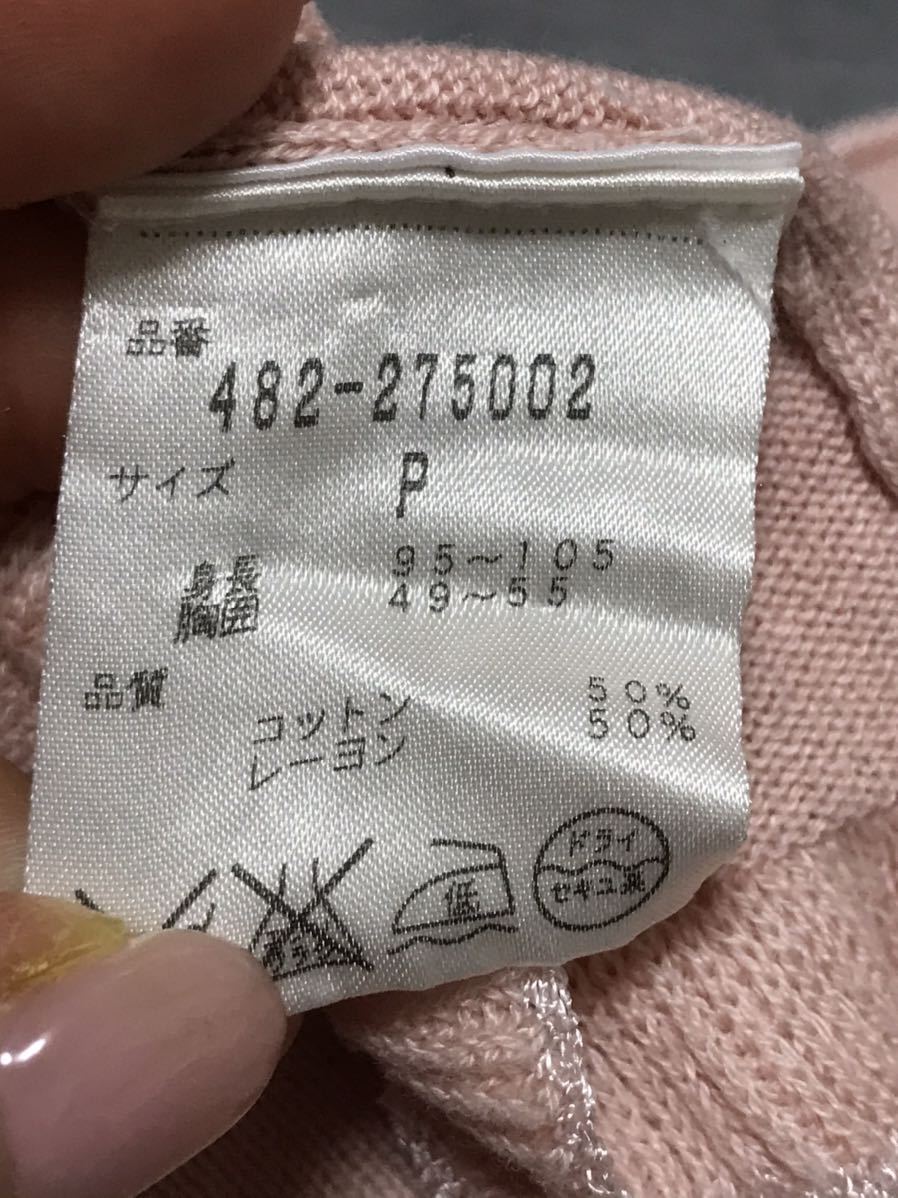 品番
482-275002
サイズ P
身長 95~105
胸囲 49~55
品質
コットン 50%
レーヨン 50%
低
ドライ
セキユ系